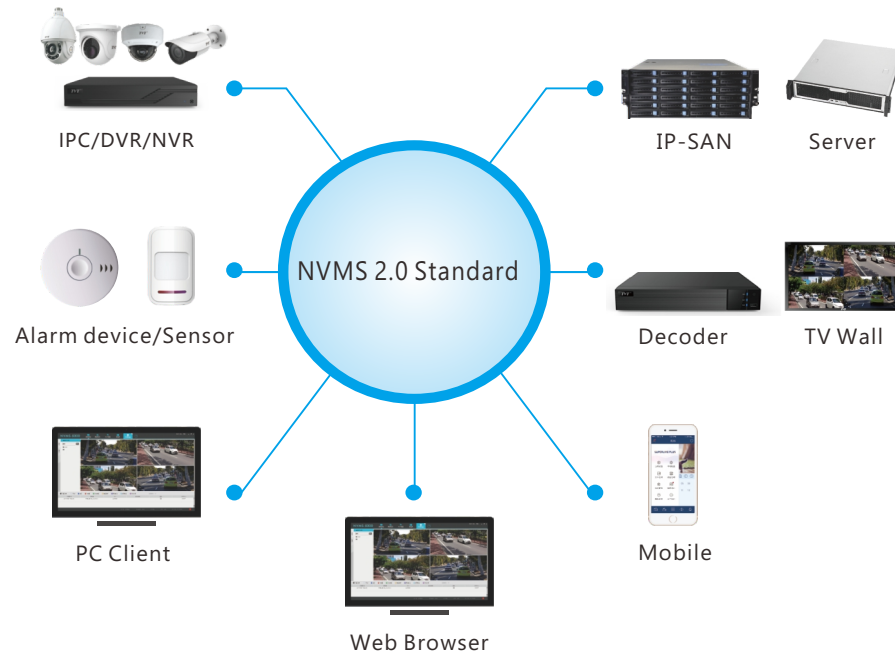 IPC/DVR/NVR
IP-SAN
Server
NVMS 2.0 Standard
Alarm device/Sensor
Decoder
TV Wall
PC Client
Mobile
Web Browser